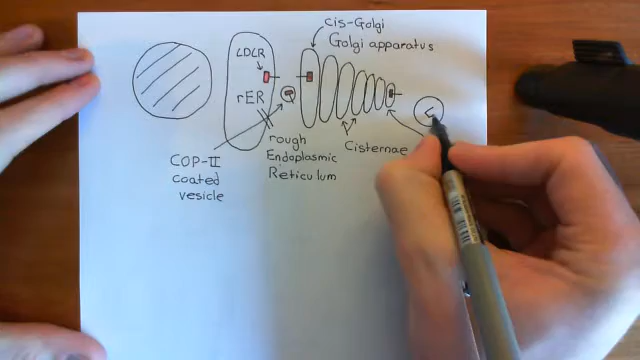 cis-Golgi
Golgi apparatus
LDLR
rER
rough
Endoplasmic
Reticulum
Cisternae
COP-II
coated
vesicle